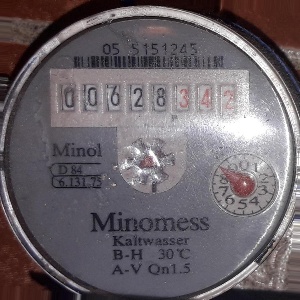 05 5151245
00628342
Minol
D 84
6.131.75
Minomess
Kaltwasser
B-H 30°C
A-V Qn1.5